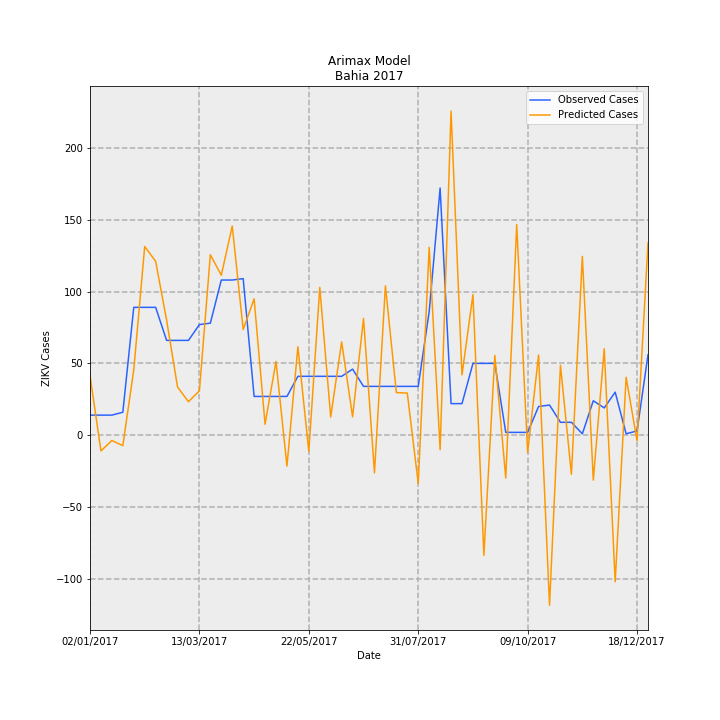 Arimax Model
Bahia 2017
Observed Cases
Predicted Cases
200
150
100
50
0
−50
−100
ZIKV Cases
02/01/2017
13/03/2017
22/05/2017
31/07/2017
09/10/2017
18/12/2017
Date